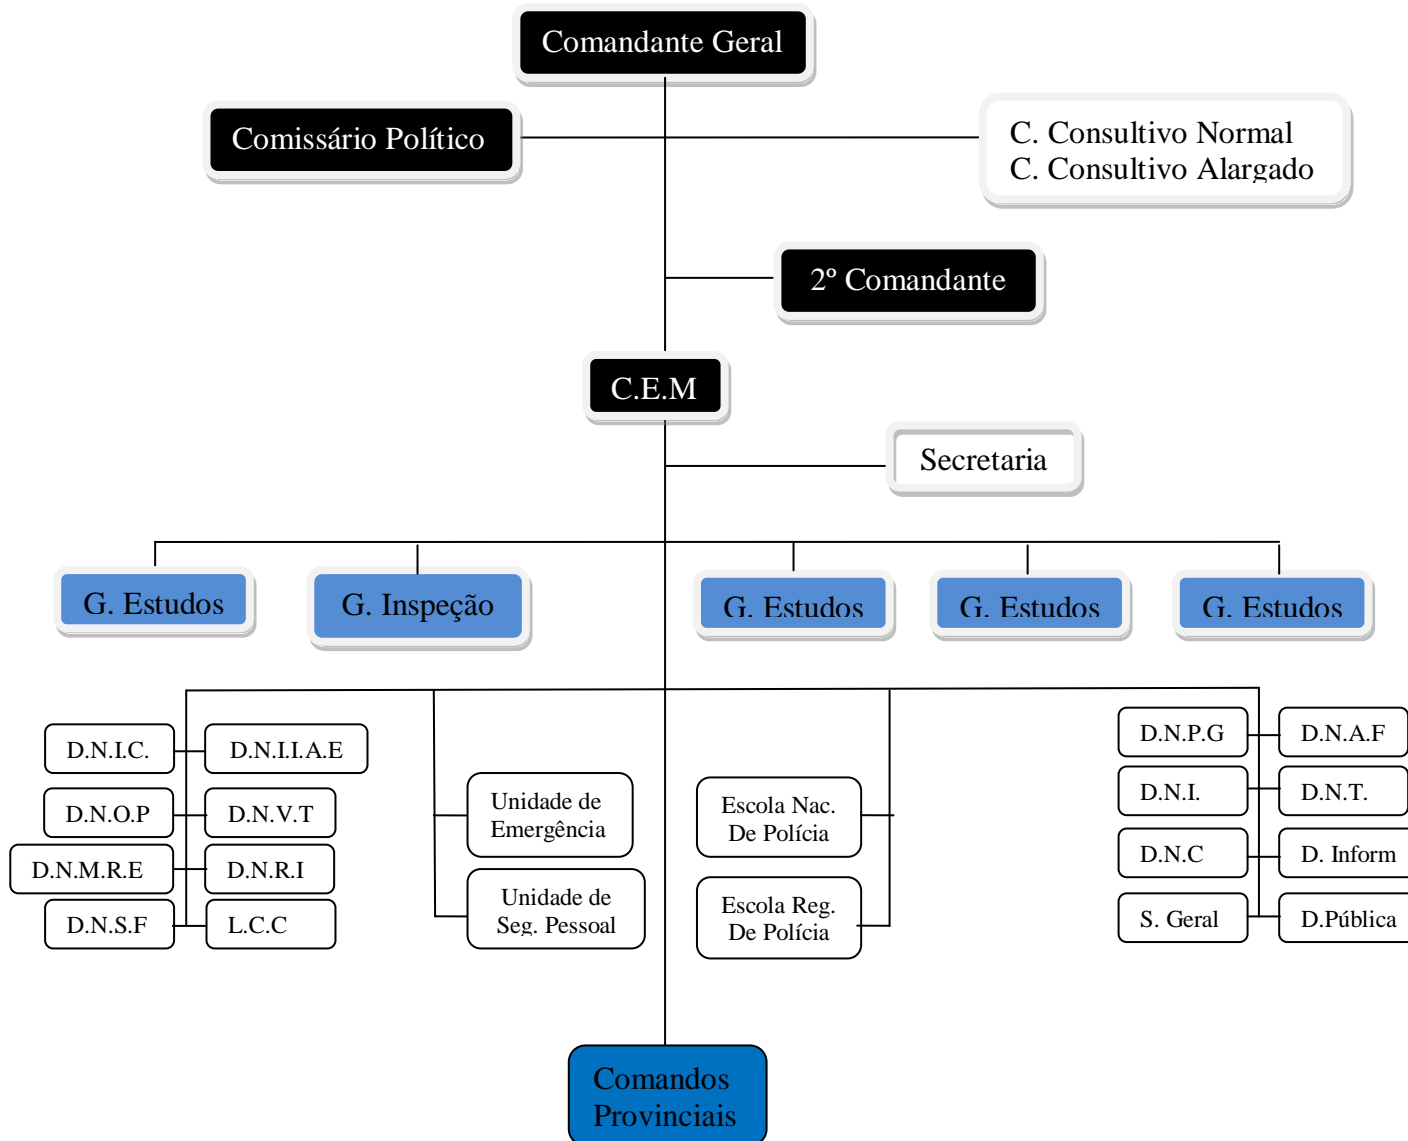 Comandante Geral
Comissário Político
C. Consultivo Normal
C. Consultivo Alargado
2º Comandante
C.E.M
Secretaria
G. Estudos
G. Inspeção
G. Estudos
G. Estudos
G. Estudos
D.N.I.C.
D.N.I.I.A.E
D.N.O.P
D.N.V.T
D.N.M.R.E
D.N.R.I
D.N.S.F
L.C.C
Unidade de
Emergência
Unidade de
Seg. Pessoal
Escola Nac.
De Polícia
Escola Reg.
De Polícia
D.N.P.G
D.N.A.F
D.N.I.
D.N.T.
D.N.C
D. Inform
S. Geral
D.Pública
Comandos
Provinciais